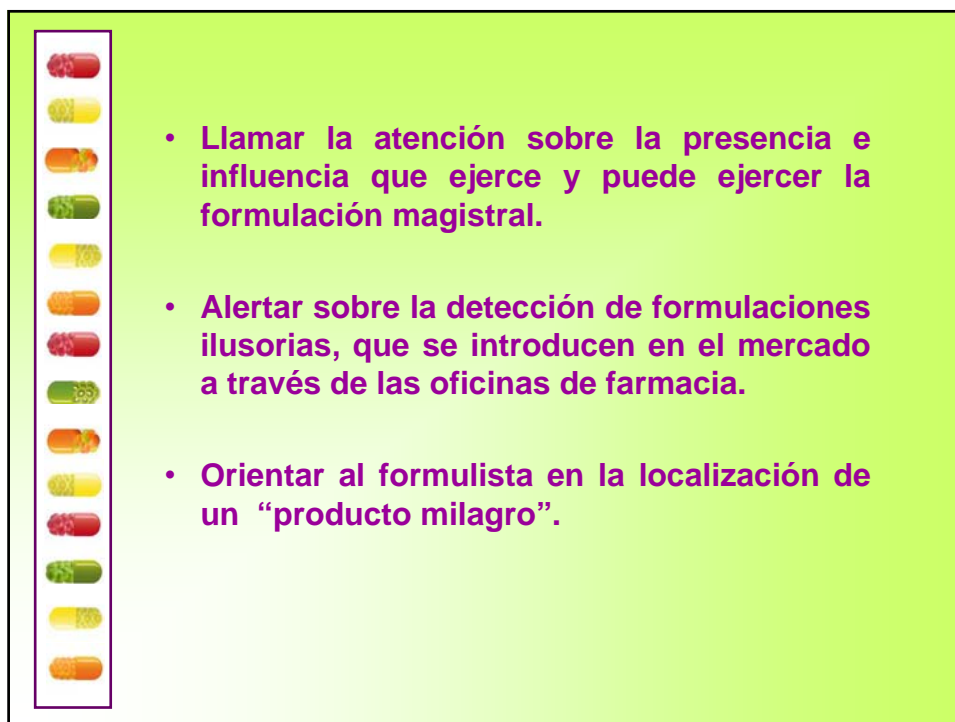 • Llamar la atención sobre la presencia e
influencia que ejerce y puede ejercer la
formulación magistral.
• Alertar sobre la detección de formulaciones
ilusorias, que se introducen en el mercado
a través de las oficinas de farmacia.
• Orientar al formulista en la localización de
un “producto milagro”.